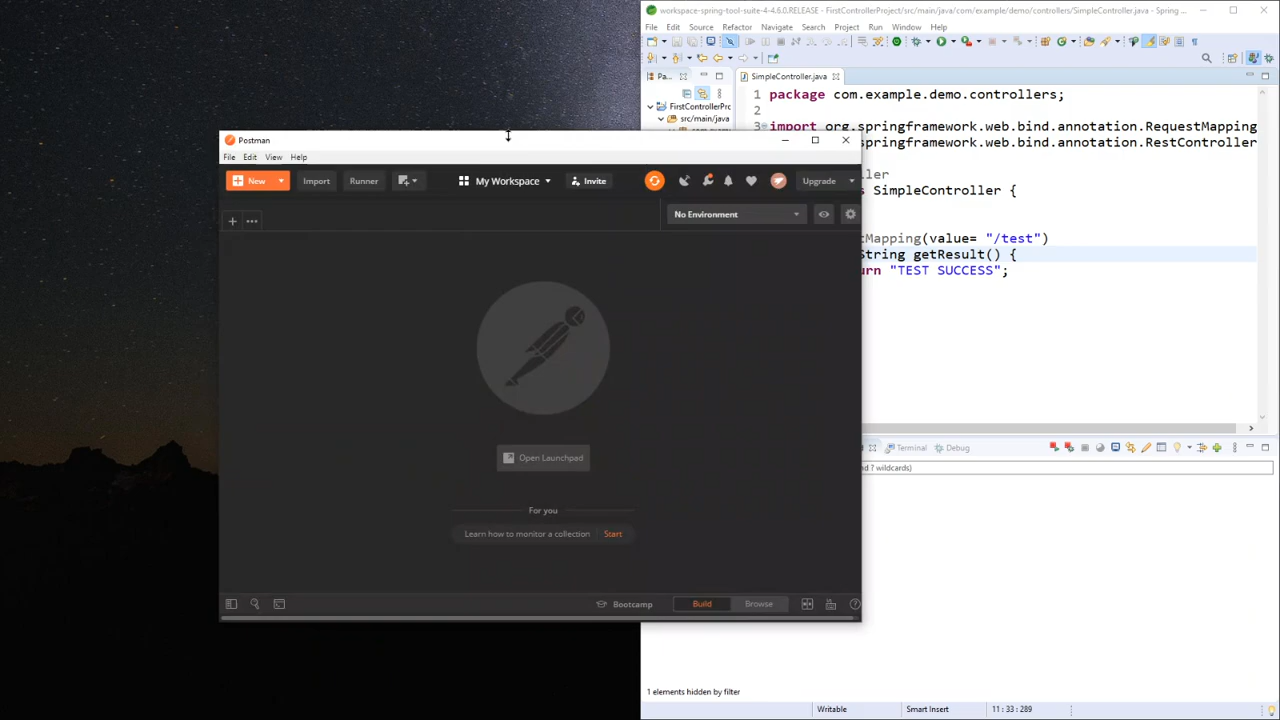 workspace-spring-tool-suite-4-4.6.0.RELEASE - FirstControllerProject/src/main/java/com/example/demo/controllers/SimpleController.java - Spring ...
File Edit Source Refactor Navigate Search Project Run Window Help
Pa...
SimpleController.java
FirstControllerPro
src/main/java
1 package com.example.demo.controllers;
2
3 import org.springframework.web.bind.annotation.RequestMapping
.springframework.web.bind.annotation.RestController
ller
s SimpleController {
tMapping(value= "/test")
String getResult() {
urn "TEST SUCCESS";
Postman
File Edit View Help
New
Import
Runner
My Workspace
Invite
Upgrade
No Environment
Open Launchpad
For you
Learn how to monitor a collection Start
Bootcamp
Build
Browse
Terminal
Debug
d ? wildcards)
1 elements hidden by filter
Writable
Smart Insert
11 : 33 : 289